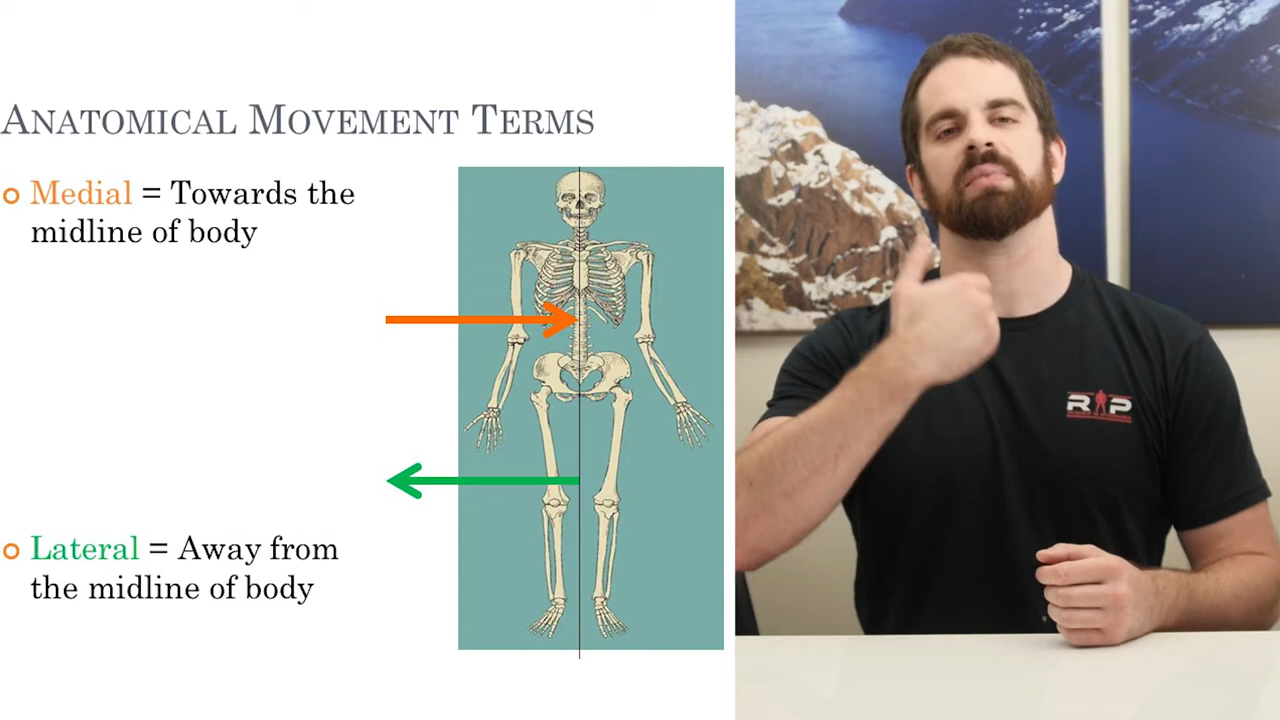 ANATOMICAL MOVEMENT TERMS
Medial = Towards the
midline of body
Lateral = Away from
the midline of body
RP